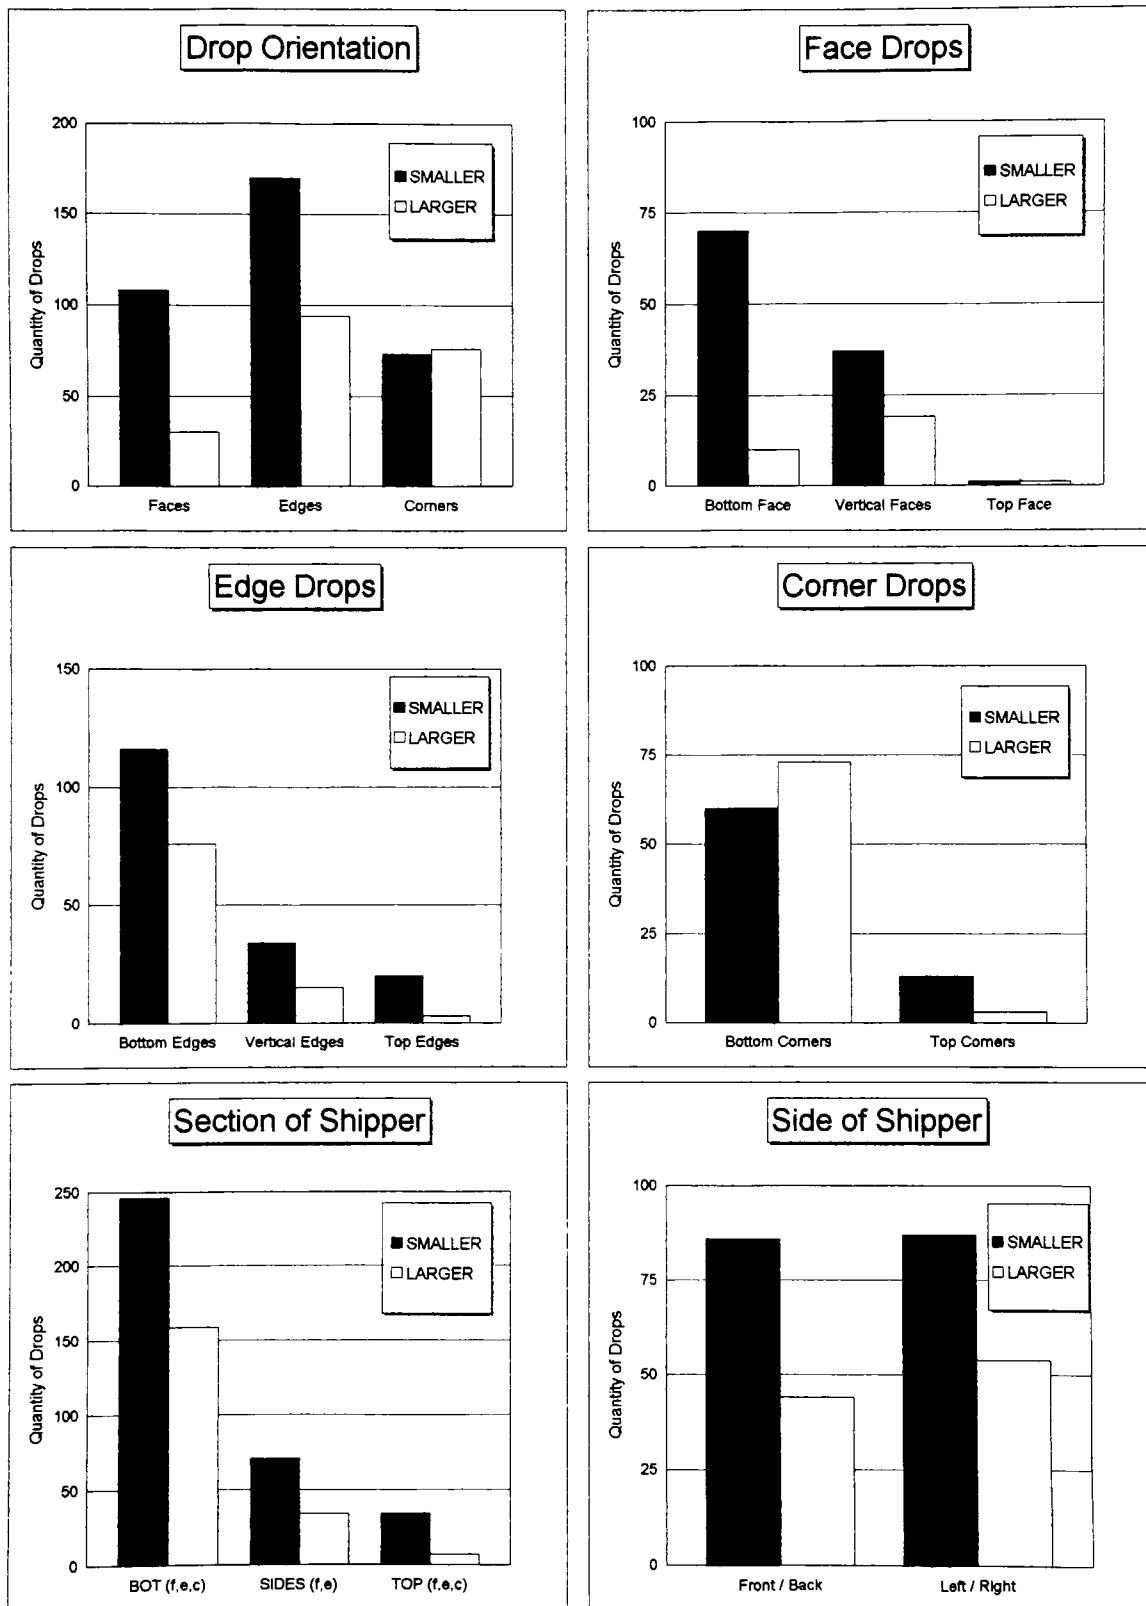 Drop Orientation
Quantity of Drops
200
150
100
50
0
SMALLER
LARGER
Faces
Edges
Corners
Face Drops
Quantity of Drops
100
75
50
25
0
SMALLER
LARGER
Bottom Face
Vertical Faces
Top Face
Edge Drops
Quantity of Drops
150
100
50
0
SMALLER
LARGER
Bottom Edges
Vertical Edges
Top Edges
Corner Drops
Quantity of Drops
100
75
50
25
0
SMALLER
LARGER
Bottom Corners
Top Corners
Section of Shipper
Quantity of Drops
250
200
150
100
50
0
SMALLER
LARGER
BOT (f,e,c)
SIDES (f,e)
TOP (f,e,c)
Side of Shipper
Quantity of Drops
100
75
50
25
0
SMALLER
LARGER
Front / Back
Left / Right